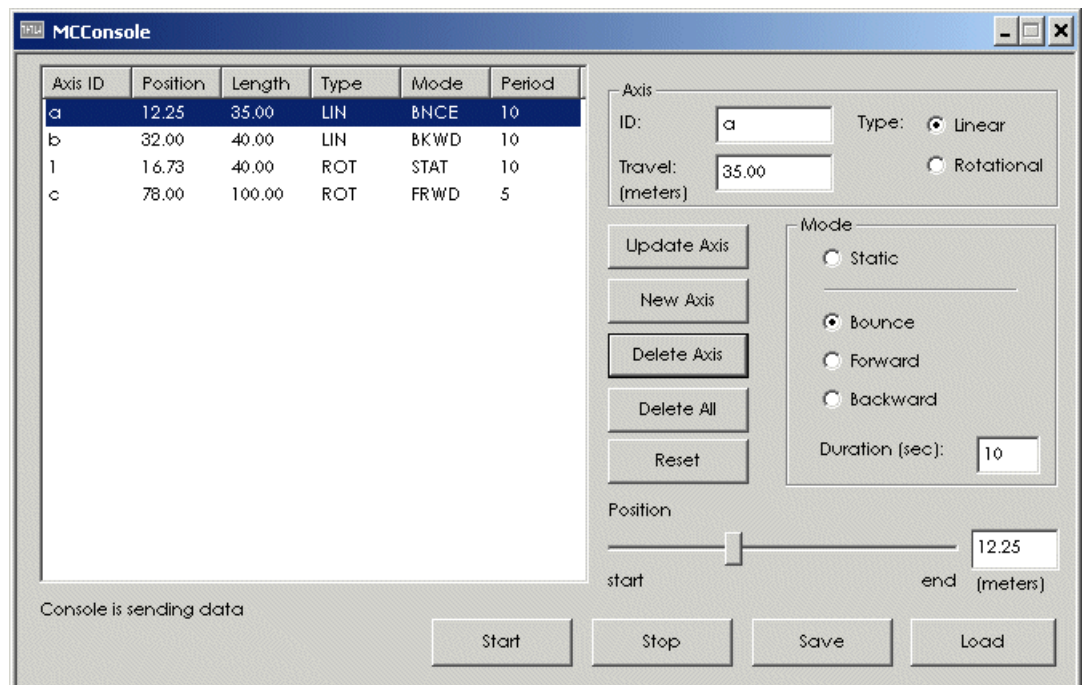 MCConsole
Axis ID Position Length Type Mode Period
a 12.25 35.00 LIN BNCE 10
b 32.00 40.00 LIN BKWD 10
1 16.73 40.00 ROT STAT 10
c 78.00 100.00 ROT FRWD 5
Axis
ID: a Type: Linear
Travel: 35.00 Rotational
(meters)
Update Axis
New Axis
Delete Axis
Delete All
Reset
Mode
Static
Bounce
Forward
Backward
Duration (sec): 10
Position
12.25
start end (meters)
Console is sending data
Start Stop Save Load